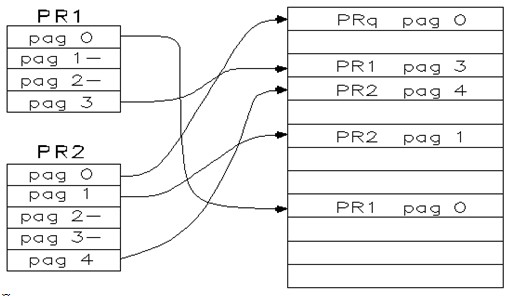 PR1
pag 0
pag 1-
pag 2-
pag 3
PR2
pag 0
pag 1
pag 2-
pag 3-
pag 4
PRq pag 0
PR1 pag 3
PR2 pag 4
PR2 pag 1
PR1 pag 0